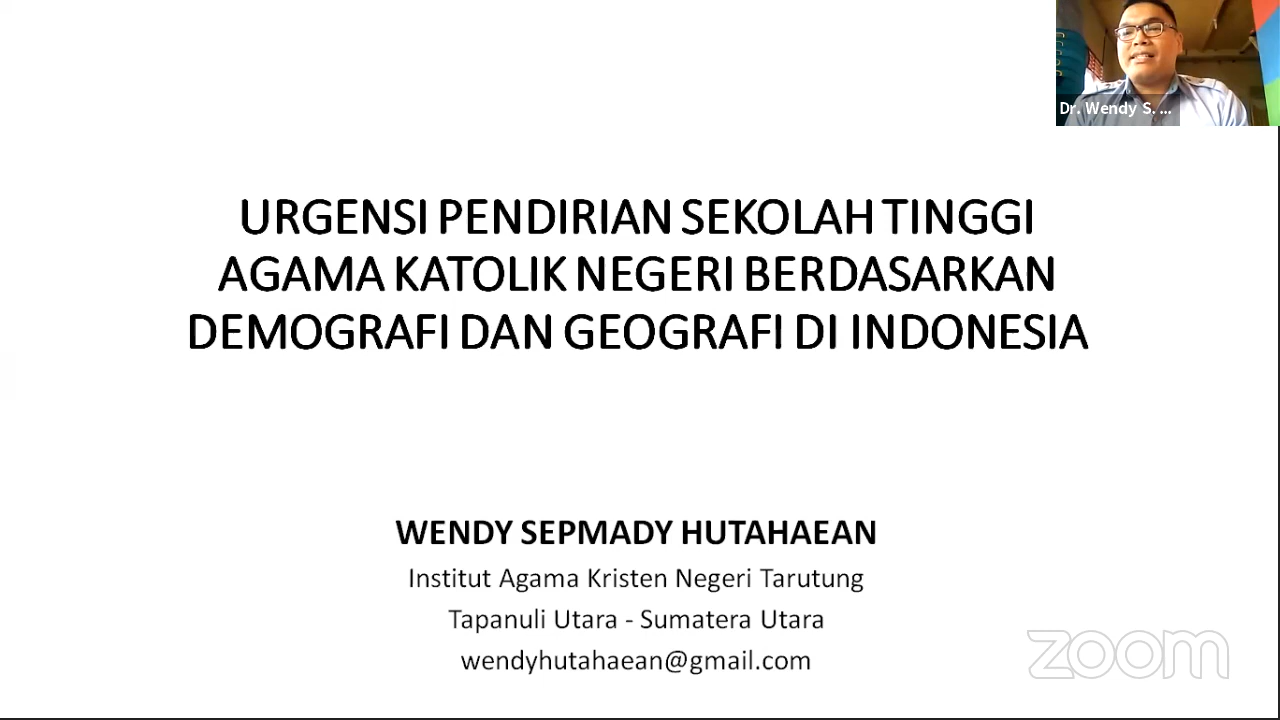 Dr. Wendy S. ...
URGENSI PENDIRIAN SEKOLAH TINGGI
AGAMA KATOLIK NEGERI BERDASARKAN
DEMOGRAFI DAN GEOGRAFI DI INDONESIA
WENDY SEPMADY HUTAHAEAN
Institut Agama Kristen Negeri Tarutung
Tapanuli Utara - Sumatera Utara
wendyhutahaean@gmail.com
zoom